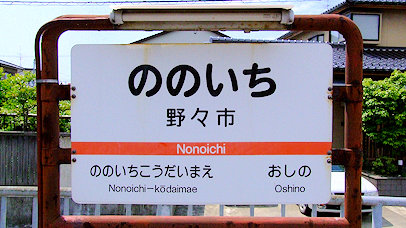 ののいち
野々市
Nonoichi
ののいちこうだいまえ おしの
Nonoichi-kōdaimae Oshino